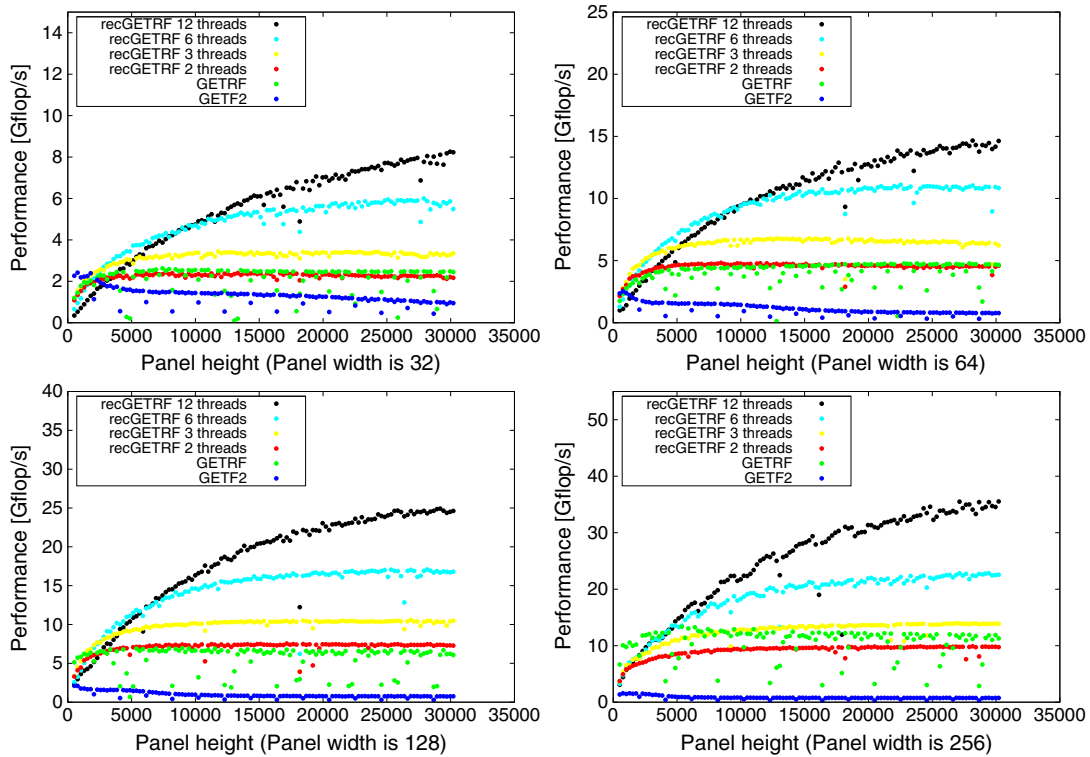 recGETRF 12 threads
recGETRF 6 threads
recGETRF 3 threads
recGETRF 2 threads
GETRF
GETF2
Performance [Gflop/s]
14
12
10
8
6
4
2
0
0 5000 10000 15000 20000 25000 30000 35000
Panel height (Panel width is 32)
recGETRF 12 threads
recGETRF 6 threads
recGETRF 3 threads
recGETRF 2 threads
GETRF
GETF2
Performance [Gflop/s]
25
20
15
10
5
0
0 5000 10000 15000 20000 25000 30000 35000
Panel height (Panel width is 64)
recGETRF 12 threads
recGETRF 6 threads
recGETRF 3 threads
recGETRF 2 threads
GETRF
GETF2
Performance [Gflop/s]
40
35
30
25
20
15
10
5
0
0 5000 10000 15000 20000 25000 30000 35000
Panel height (Panel width is 128)
recGETRF 12 threads
recGETRF 6 threads
recGETRF 3 threads
recGETRF 2 threads
GETRF
GETF2
Performance [Gflop/s]
50
40
30
20
10
0
0 5000 10000 15000 20000 25000 30000 35000
Panel height (Panel width is 256)